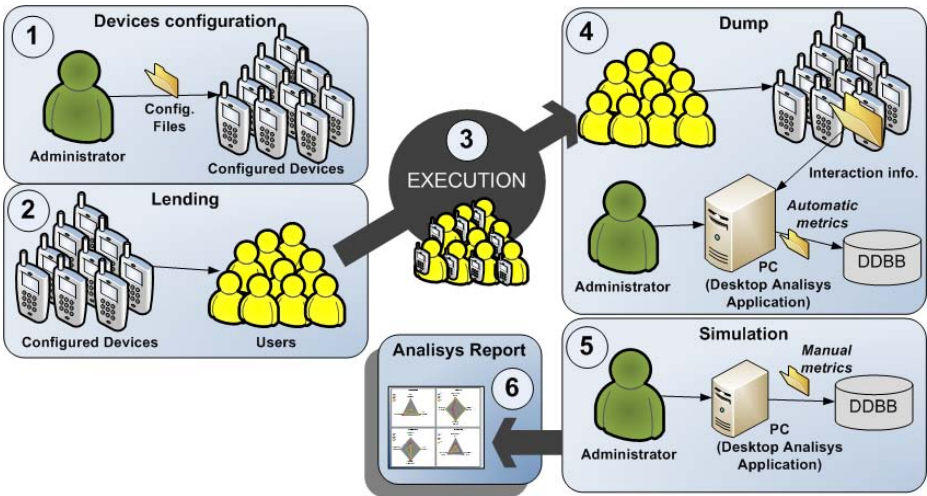 1
Devices configuration
Config.
Files
Administrator
Configured Devices
2
Lending
Configured Devices
Users
3
EXECUTION
4
Dump
Interaction info.
Automatic
metrics
DDBB
Administrator
PC
(Desktop Analisys
Application)
5
Simulation
Manual
metrics
DDBB
Administrator
PC
(Desktop Analisys
Application)
Analisys Report
6